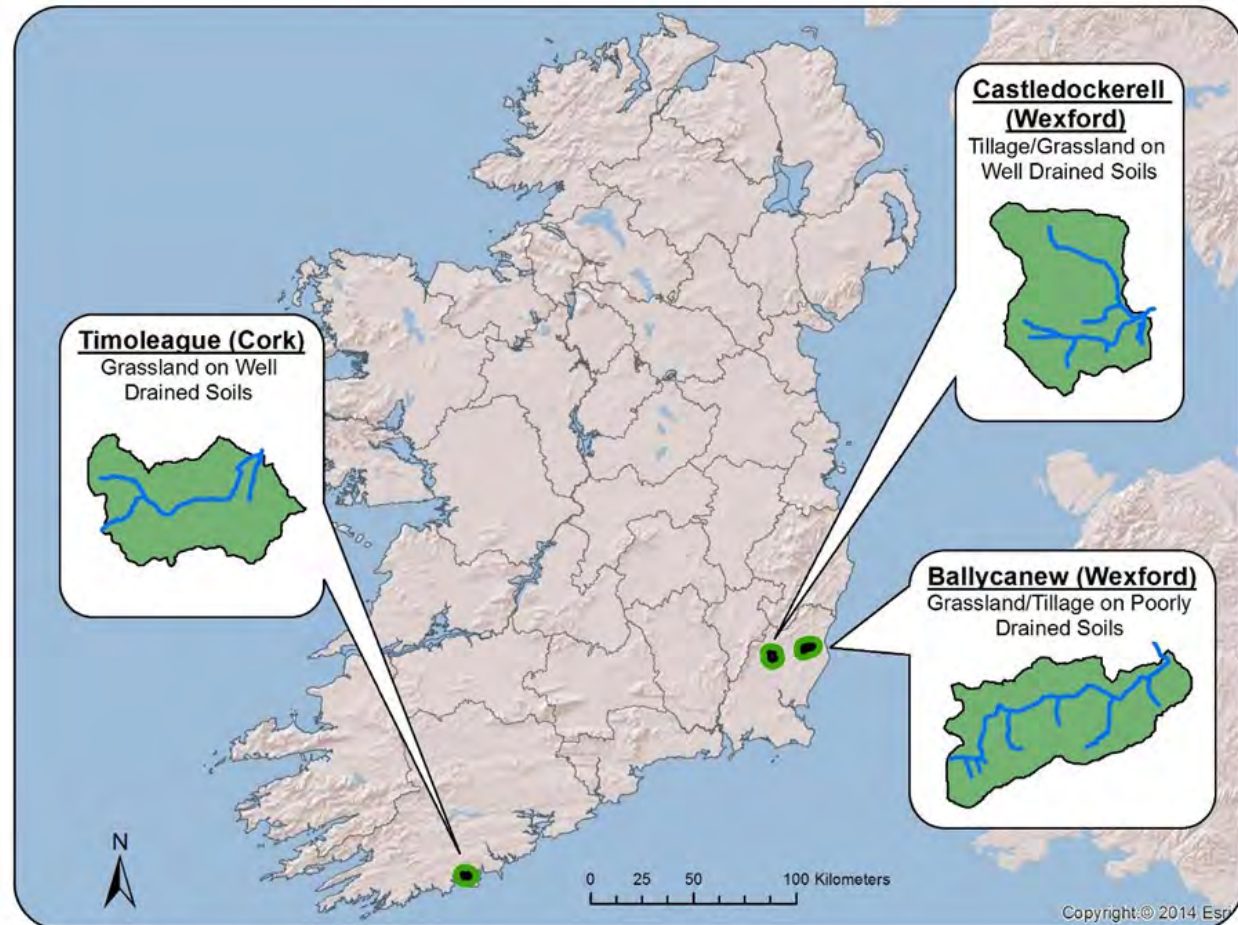 Castledockerell
(Wexford)
Tillage/Grassland on
Well Drained Soils
Timoleague (Cork)
Grassland on Well
Drained Soils
Ballycanew (Wexford)
Grassland/Tillage on Poorly
Drained Soils
N
0 25 50 100 Kilometers
Copyright:© 2014 Esri